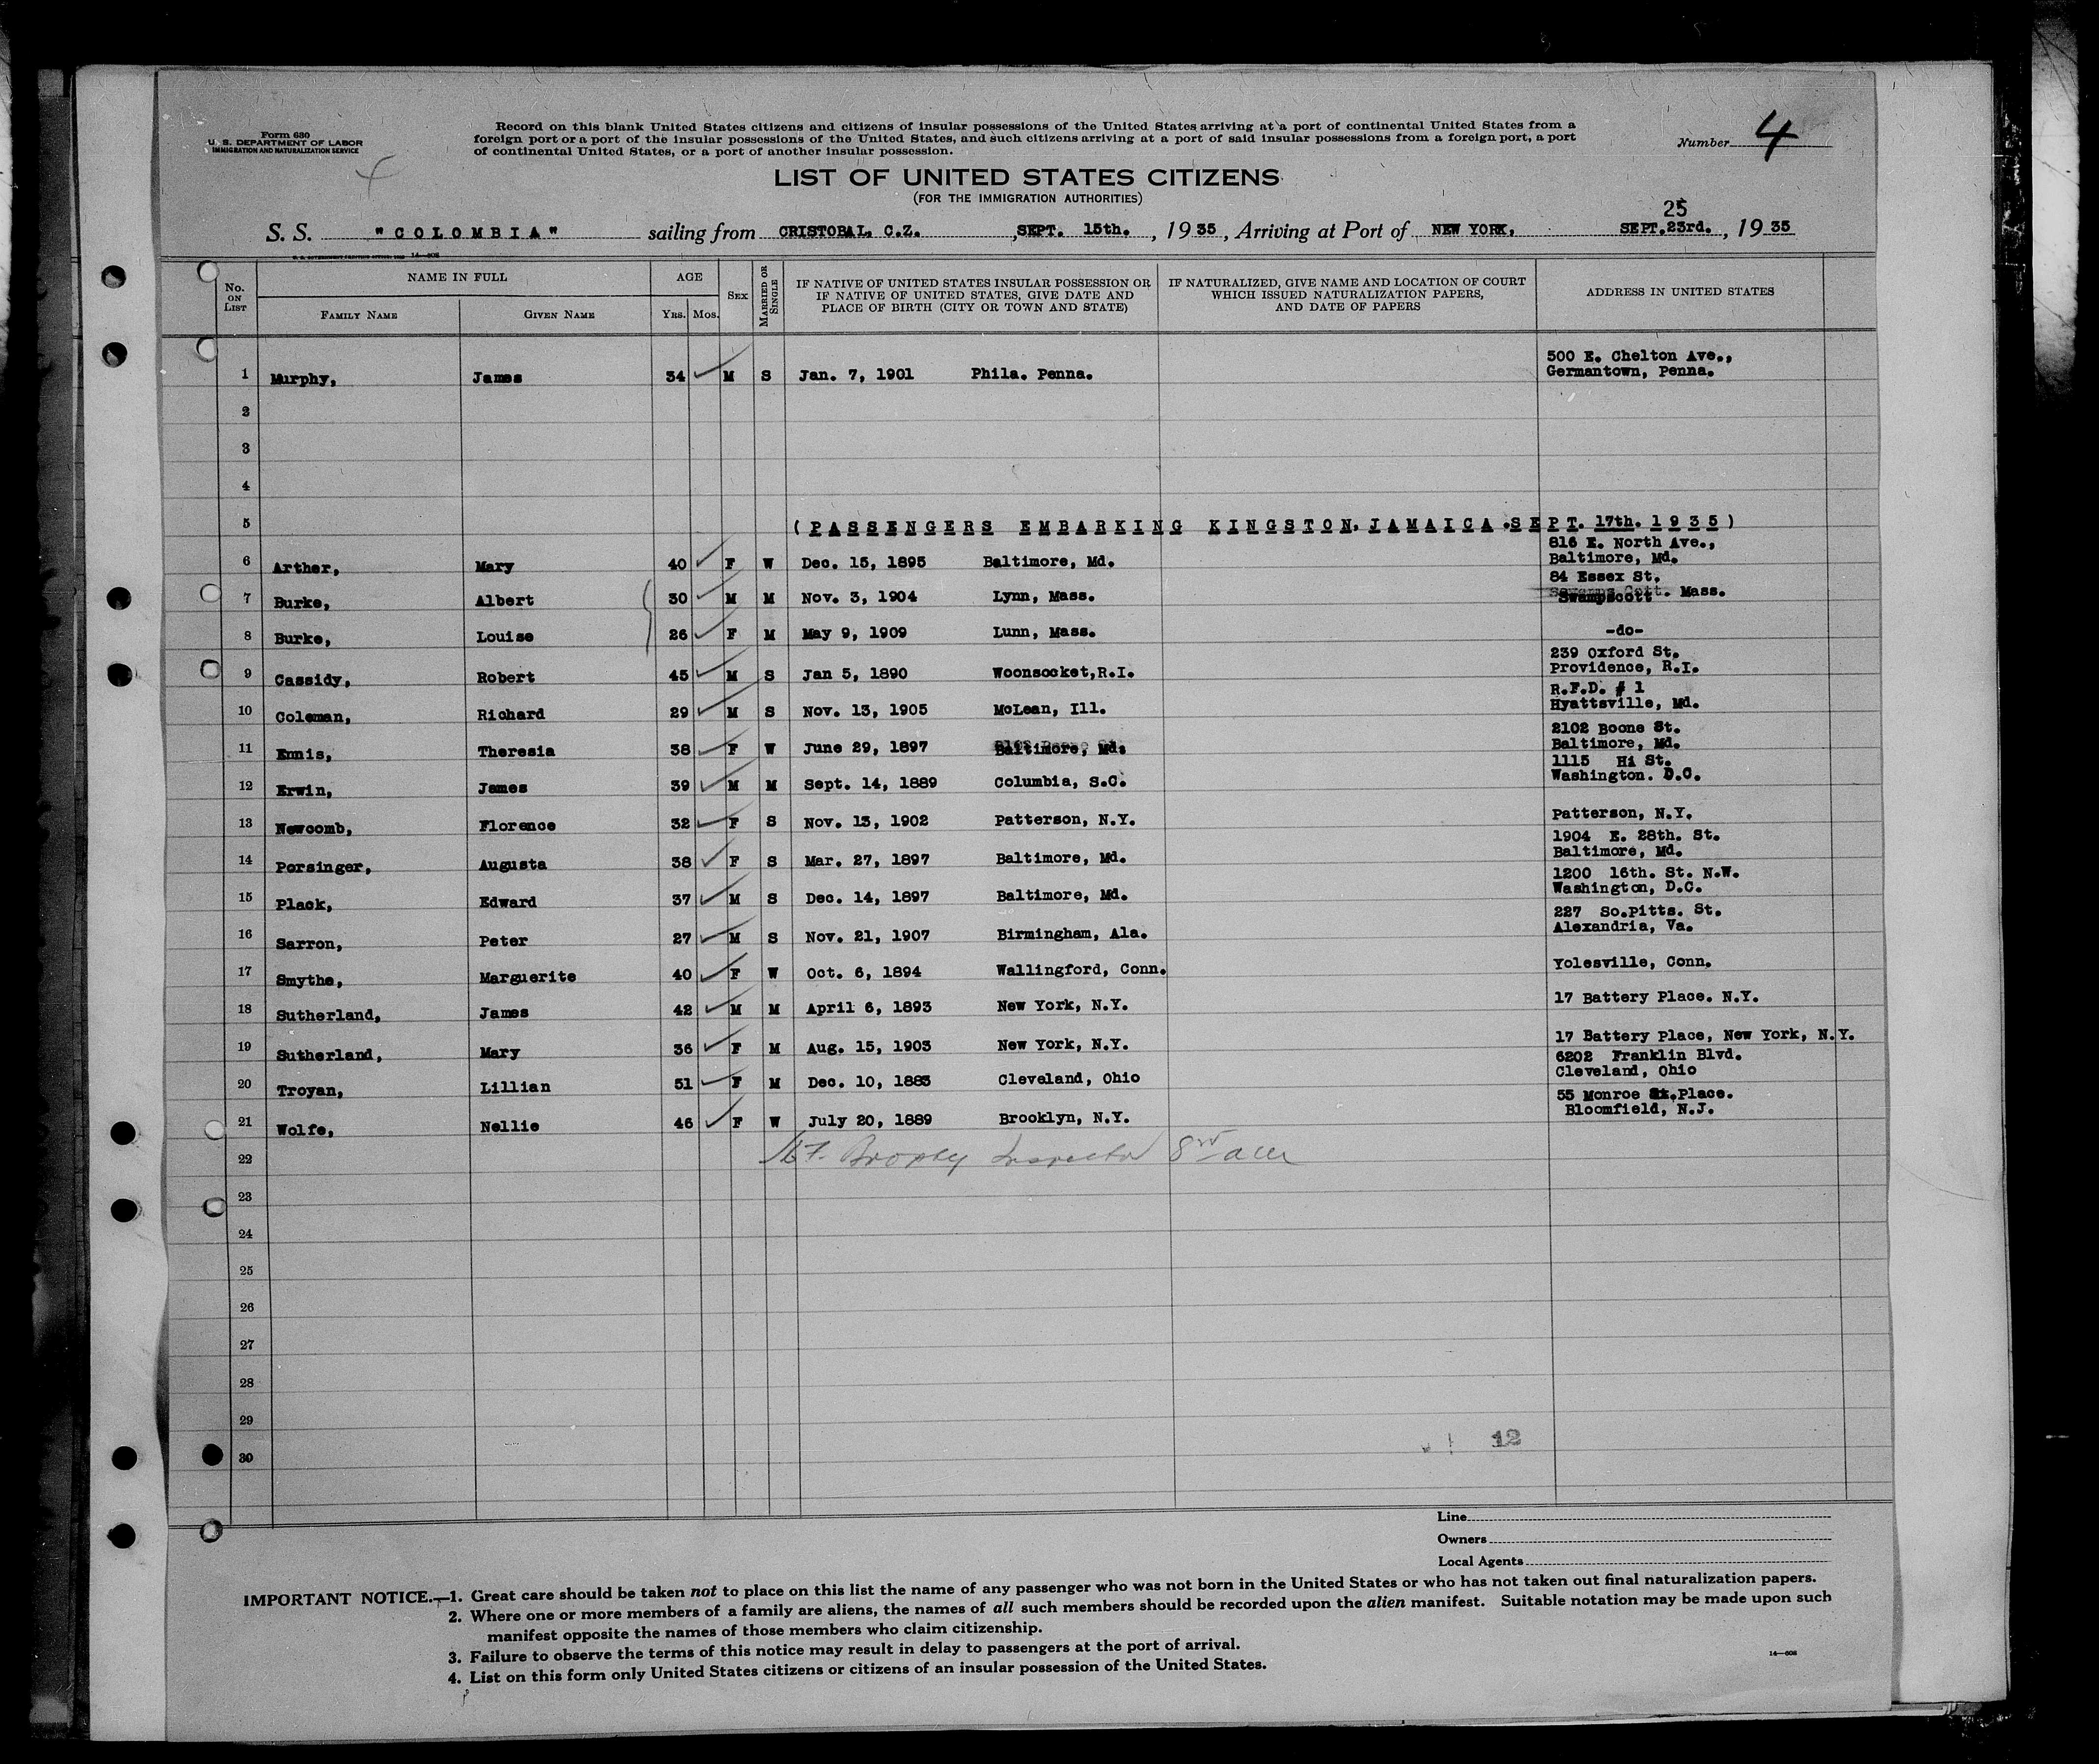 Form 630
U. S. DEPARTMENT OF LABOR
IMMIGRATION AND NATURALIZATION SERVICE
Record on this blank United States citizens and citizens of insular possessions of the United States arriving at a port of continental United States from a
foreign port or a port of the insular possessions of the United States, and such citizens arriving at a port of said insular possessions from a foreign port, a port
of continental United States, or a port of another insular possession.
Number 4
LIST OF UNITED STATES CITIZENS
(FOR THE IMMIGRATION AUTHORITIES)
25
S. S. "COLOMBIA" sailing from CRISTOBAL, C.Z. ,SEPT. 15th. , 1935, Arriving at Port of NEW YORK, SEPT.23rd. , 1935
No. ON LIST
NAME IN FULL
FAMILY NAME GIVEN NAME
AGE
YRS. MOS.
SEX
MARRIED OR SINGLE
IF NATIVE OF UNITED STATES INSULAR POSSESSION OR
IF NATIVE OF UNITED STATES, GIVE DATE AND
PLACE OF BIRTH (CITY OR TOWN AND STATE)
IF NATURALIZED, GIVE NAME AND LOCATION OF COURT
WHICH ISSUED NATURALIZATION PAPERS,
AND DATE OF PAPERS
ADDRESS IN UNITED STATES
500 E. Chelton Ave.,
1 Murphy, James 34 M S Jan. 7, 1901 Phila. Penna. Germantown, Penna.
2
3
4
5 (PASSENGERS EMBARKING KINGSTON, JAMAICA.SEPT. 17th. 1935)
816 E. North Ave.,
6 Arther, Mary 40 F W Dec. 15, 1895 Baltimore, Md. Baltimore, Md.
84 Essex St.
7 Burke, Albert 30 M M Nov. 3, 1904 Lynn, Mass. Swampscott. Mass.
8 Burke, Louise 26 F M May 9, 1909 Lunn, Mass. -do-
239 Oxford St.
9 Cassidy, Robert 45 M S Jan 5, 1890 Woonsocket,R.I. Providence, R.I.
R.F.D. # 1
10 Coleman, Richard 29 M S Nov. 13, 1905 McLean, Ill. Hyattsville, Md.
2102 Boone St.
11 Ennis, Theresia 38 F W June 29, 1897 Baltimore, Md. Baltimore, Md.
1115 Hi St.
12 Erwin, James 39 M M Sept. 14, 1889 Columbia, S.C. Washington. D.C.
13 Newcomb, Florence 32 F S Nov. 13, 1902 Patterson, N.Y. Patterson, N.Y.
1904 E. 28th. St.
14 Porsinger, Augusta 38 F S Mar. 27, 1897 Baltimore, Md. Baltimore, Md.
1200 16th. St. N.W.
15 Plack, Edward 37 M S Dec. 14, 1897 Baltimore, Md. Washington, D.C.
227 So.Pitts. St.
16 Sarron, Peter 27 M S Nov. 21, 1907 Birmingham, Ala. Alexandria, Va.
17 Smythe, Marguerite 40 F W Oct. 6, 1894 Wallingford, Conn. Yolesville, Conn.
18 Sutherland, James 42 M M April 6, 1893 New York, N.Y. 17 Battery Place. N.Y.
19 Sutherland, Mary 36 F M Aug. 15, 1903 New York, N.Y. 17 Battery Place, New York, N.Y.
6202 Franklin Blvd.
20 Troyan, Lillian 51 F M Dec. 10, 1883 Cleveland, Ohio Cleveland, Ohio
55 Monroe Place.
21 Wolfe, Nellie 46 F W July 20, 1889 Brooklyn, N.Y. Bloomfield, N.J.
22
23
24
25
26
27
28
29
12
30
Line
Owners
Local Agents
IMPORTANT NOTICE.—1. Great care should be taken not to place on this list the name of any passenger who was not born in the United States or who has not taken out final naturalization papers.
2. Where one or more members of a family are aliens, the names of all such members should be recorded upon the alien manifest. Suitable notation may be made upon such
manifest opposite the names of those members who claim citizenship.
3. Failure to observe the terms of this notice may result in delay to passengers at the port of arrival.
4. List on this form only United States citizens or citizens of an insular possession of the United States.
14—608